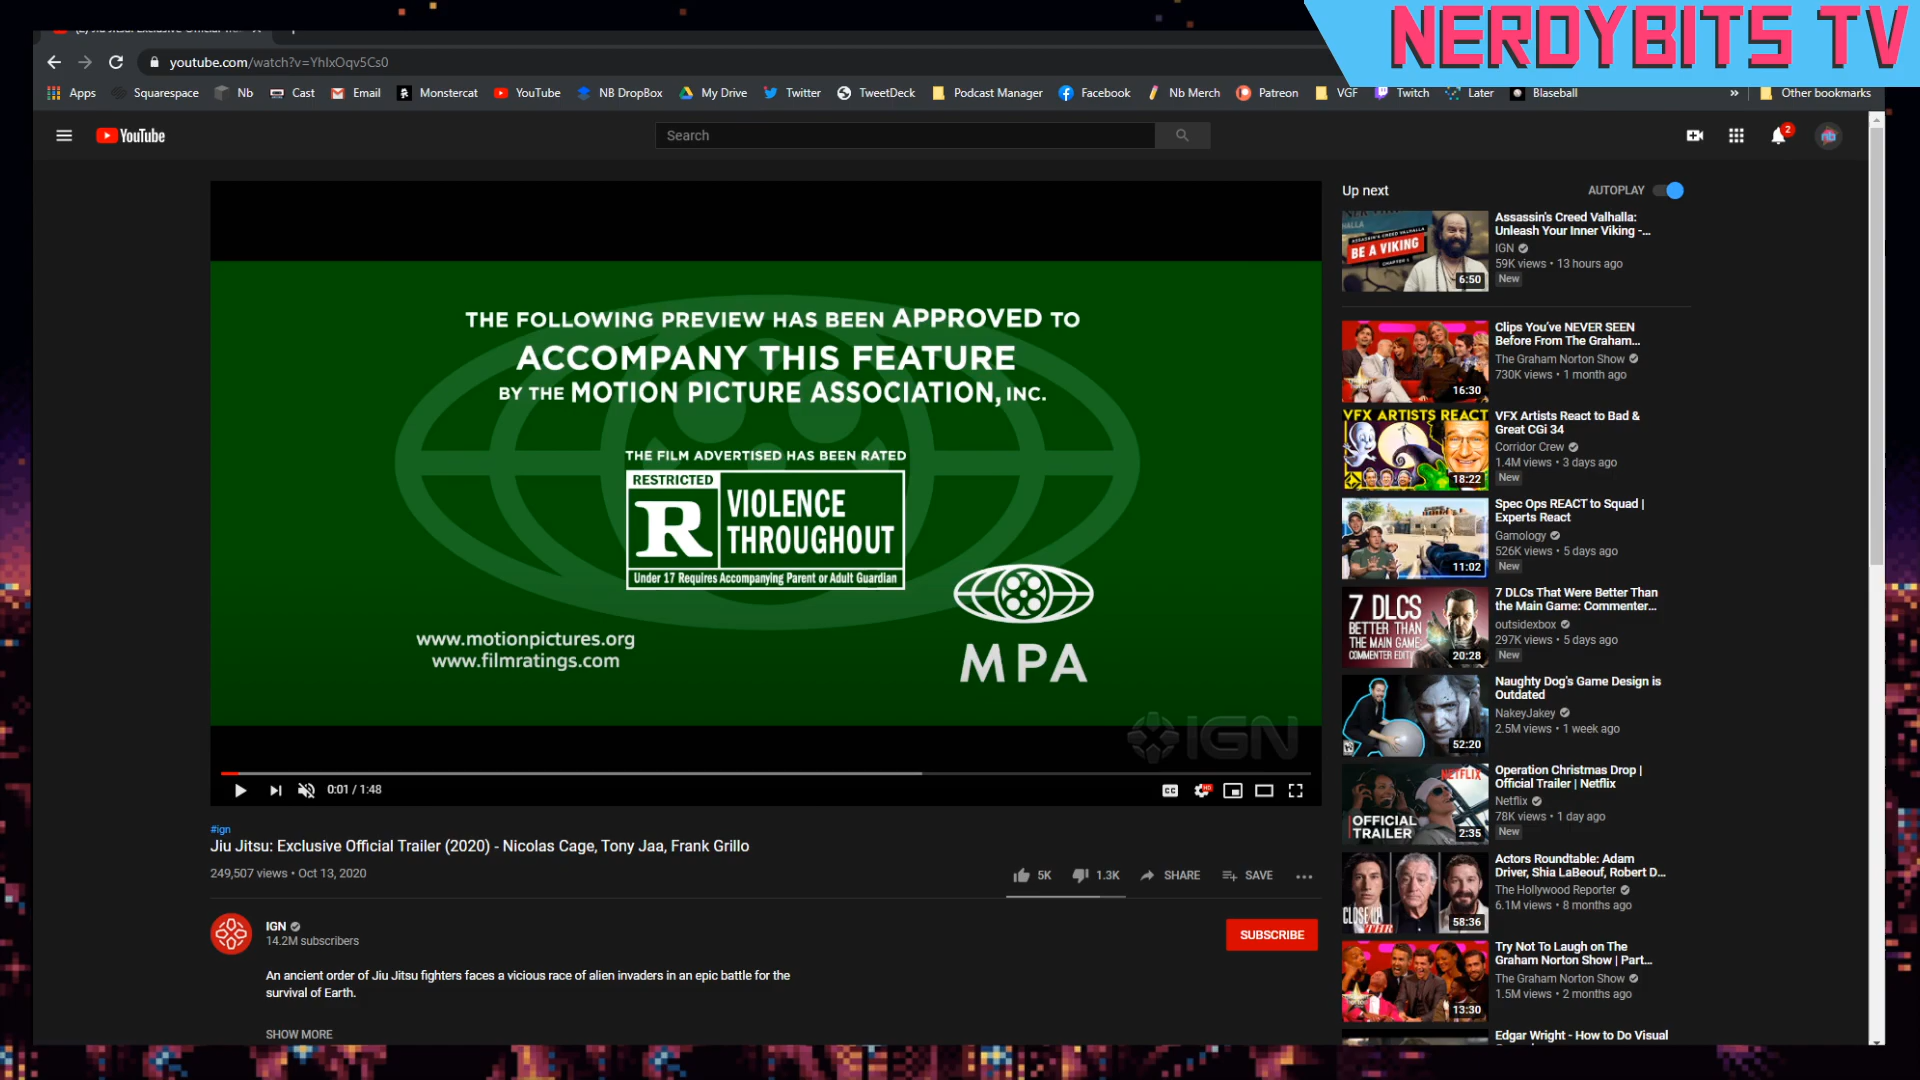 NERDYBITS TV
youtube.com/watch?v=YhIxOqv5Cs0
Apps Squarespace Nb Cast Email Monstercat YouTube NB DropBox My Drive Twitter TweetDeck Podcast Manager Facebook Nb Merch Patreon VGF Twitch Later Blaseball » Other bookmarks
YouTube
Search
2
nb
THE FOLLOWING PREVIEW HAS BEEN APPROVED TO
ACCOMPANY THIS FEATURE
BY THE MOTION PICTURE ASSOCIATION, INC.
THE FILM ADVERTISED HAS BEEN RATED
RESTRICTED
R
VIOLENCE
THROUGHOUT
Under 17 Requires Accompanying Parent or Adult Guardian
www.motionpictures.org
www.filmratings.com
MPA
IGN
0:01 / 1:48
CC
HD
#ign
Jiu Jitsu: Exclusive Official Trailer (2020) - Nicolas Cage, Tony Jaa, Frank Grillo
249,507 views • Oct 13, 2020
5K 1.3K SHARE SAVE
IGN
14.2M subscribers
SUBSCRIBE
An ancient order of Jiu Jitsu fighters faces a vicious race of alien invaders in an epic battle for the
survival of Earth.
SHOW MORE
Up next
AUTOPLAY
BE A VIKING
6:50
Assassin's Creed Valhalla:
Unleash Your Inner Viking -...
IGN
59K views • 13 hours ago
New
16:30
Clips You've NEVER SEEN
Before From The Graham...
The Graham Norton Show
730K views • 1 month ago
VFX ARTISTS REACT
18:22
VFX Artists React to Bad &
Great CGi 34
Corridor Crew
1.4M views • 3 days ago
New
11:02
Spec Ops REACT to Squad |
Experts React
Gamology
526K views • 5 days ago
New
7 DLCS
BETTER THAN
THE MAIN GAME
20:28
7 DLCs That Were Better Than
the Main Game: Commenter...
outsidexbox
297K views • 5 days ago
New
52:20
Naughty Dog's Game Design is
Outdated
NakeyJakey
2.5M views • 1 week ago
NETFLIX
OFFICIAL
TRAILER
2:35
Operation Christmas Drop |
Official Trailer | Netflix
Netflix
78K views • 1 day ago
New
CLOSE UP
THR
58:36
Actors Roundtable: Adam
Driver, Shia LaBeouf, Robert D...
The Hollywood Reporter
6.1M views • 8 months ago
13:30
Try Not To Laugh on The
Graham Norton Show | Part...
The Graham Norton Show
1.5M views • 2 months ago
Edgar Wright - How to Do Visual